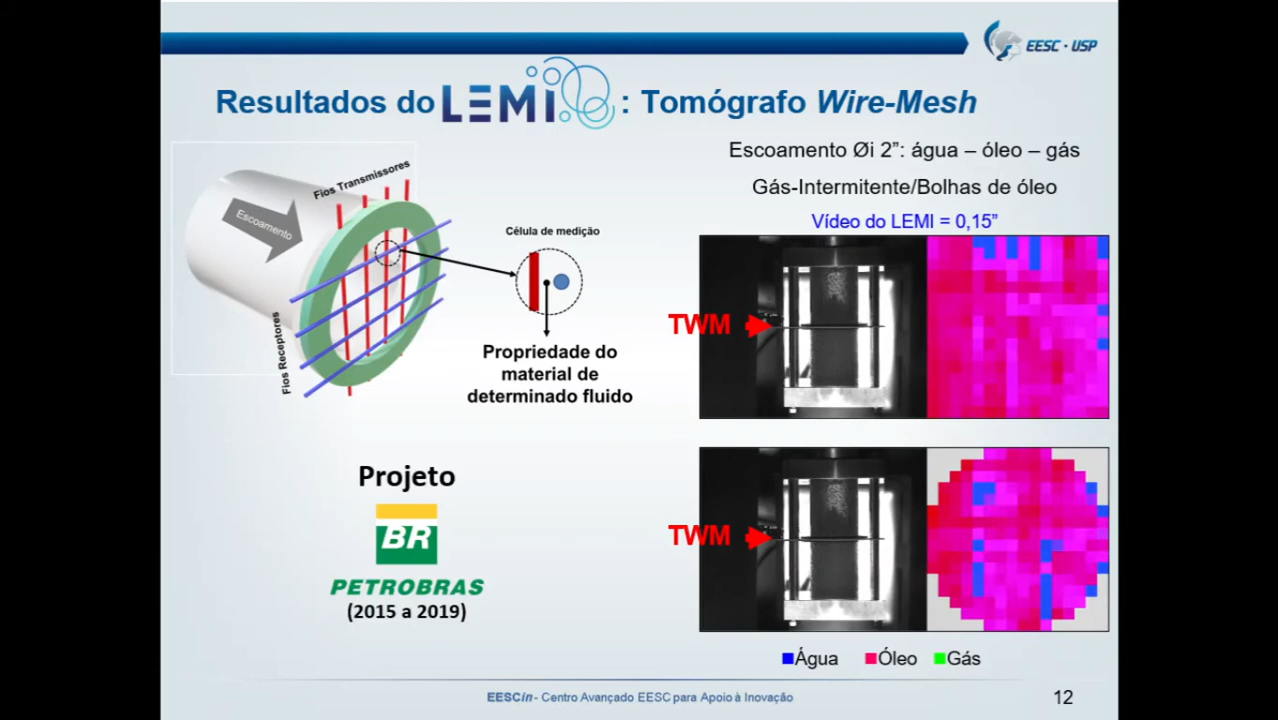 EESC · USP
Resultados do LEMI : Tomógrafo Wire-Mesh
Escoamento Øi 2”: água – óleo – gás
Gás-Intermitente/Bolhas de óleo
Vídeo do LEMI = 0,15”
Fios Transmissores
Escoamento
Fios Receptores
Célula de medição
Propriedade do
material de
determinado fluido
TWM
TWM
Projeto
BR
PETROBRAS
(2015 a 2019)
Água Óleo Gás
EESCin - Centro Avançado EESC para Apoio à Inovação
12